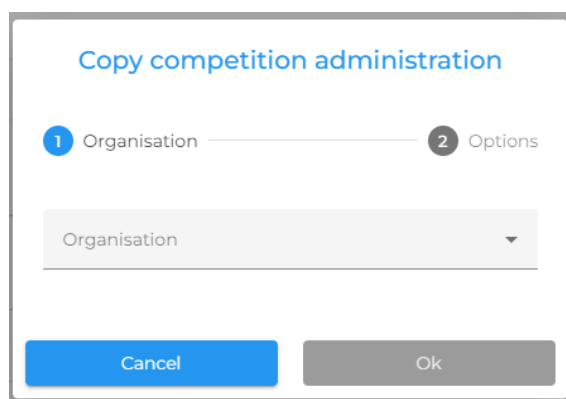 Copy competition administration
1 Organisation 2 Options
Organisation
Cancel Ok